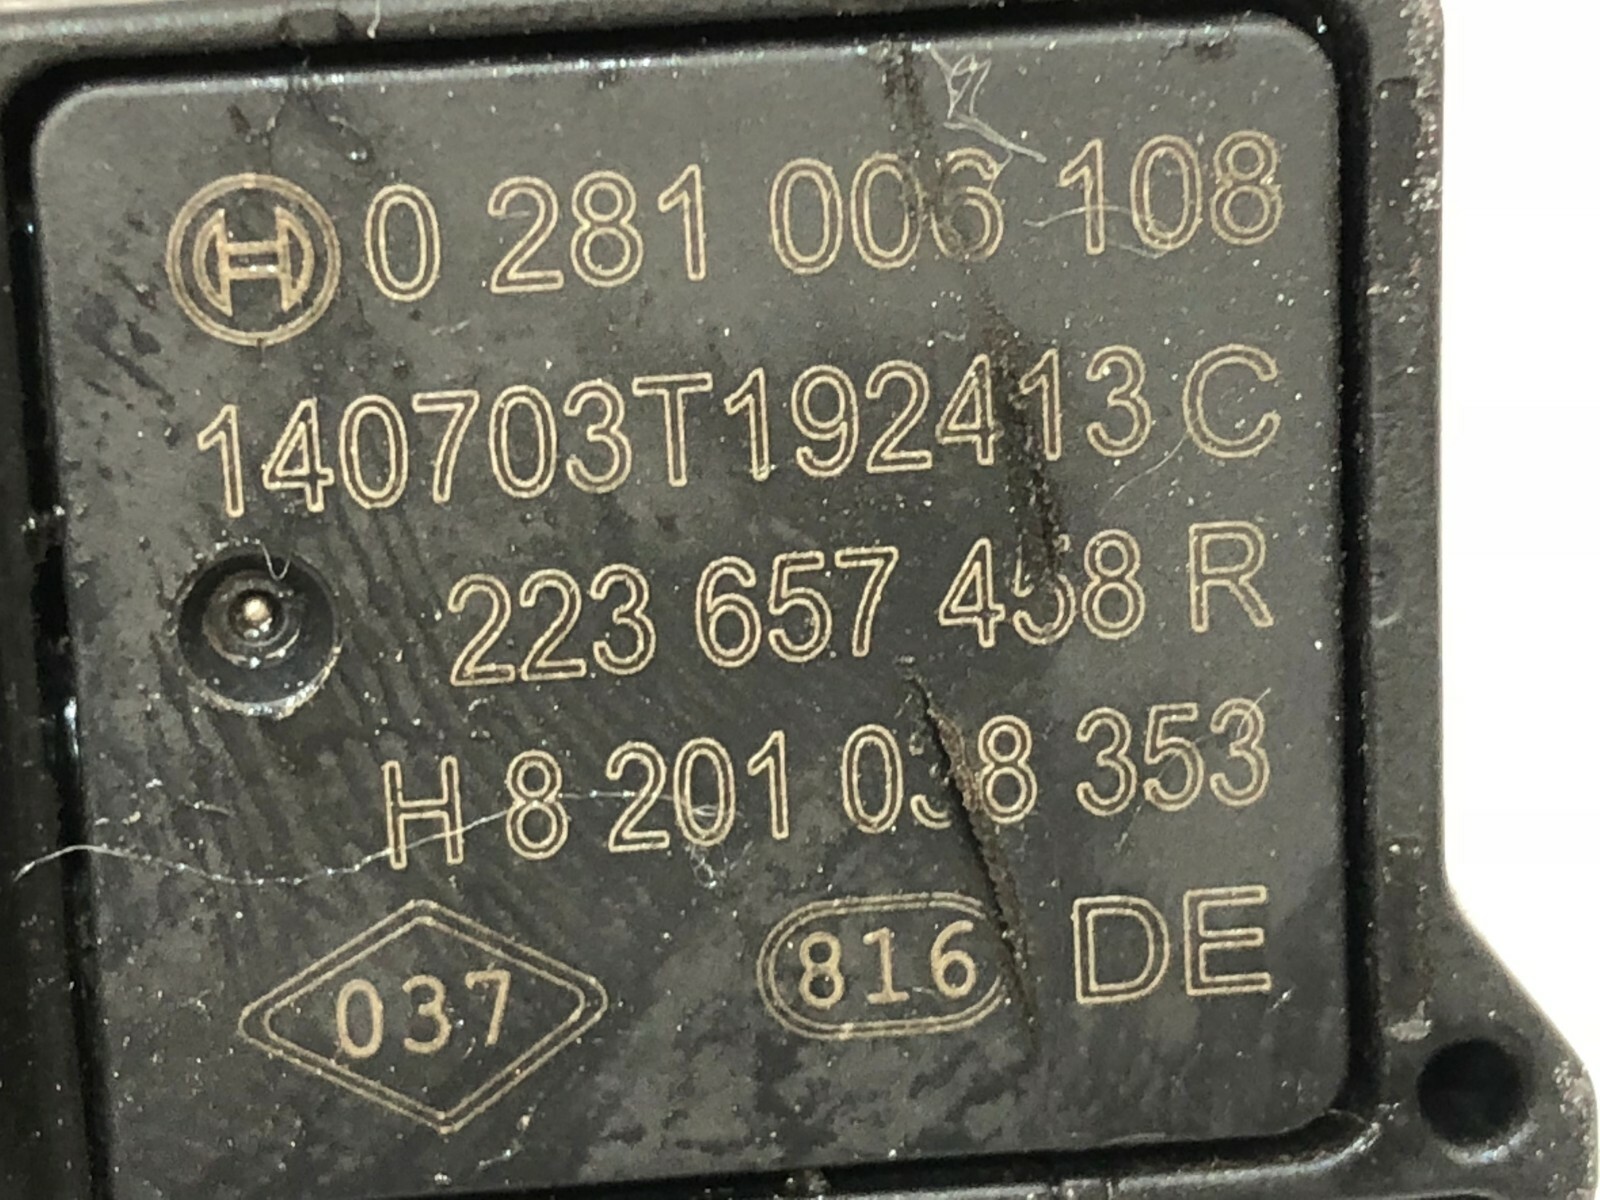 0 281 006 108
140703T192413 C
223 657 458 R
H 8 201 038 353
037 816 DE